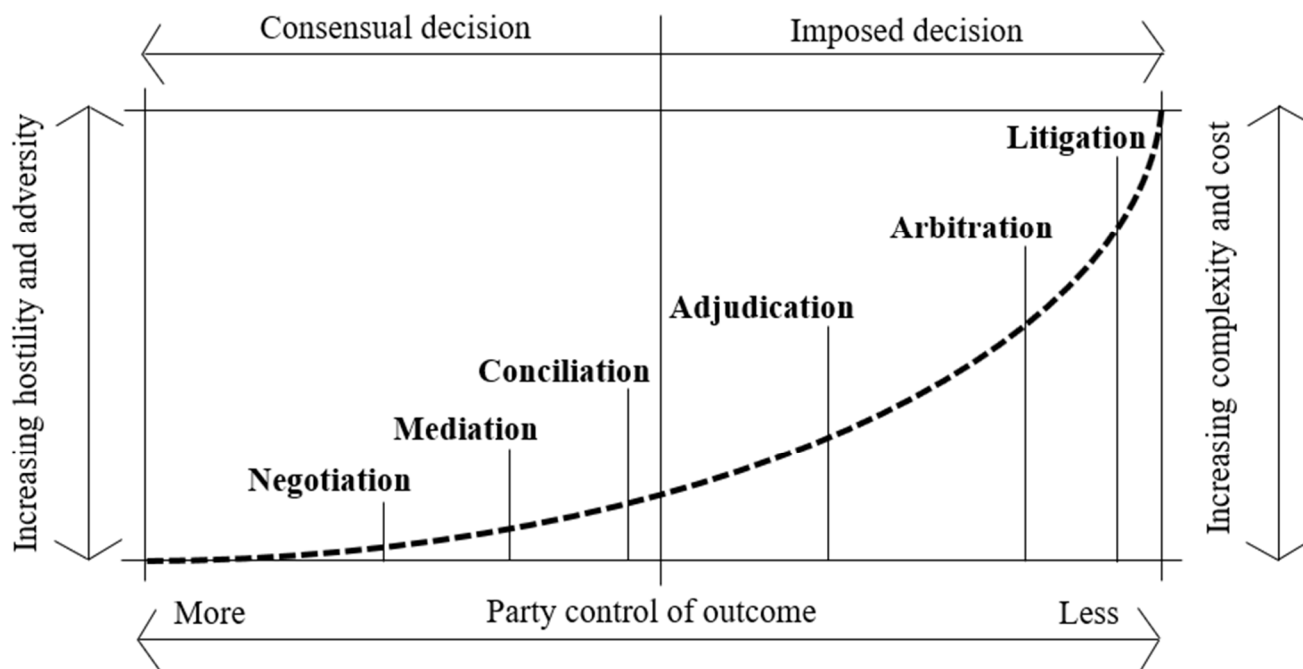 Consensual decision
Imposed decision
Increasing hostility and adversity
Litigation
Arbitration
Adjudication
Conciliation
Mediation
Negotiation
Increasing complexity and cost
More
Party control of outcome
Less